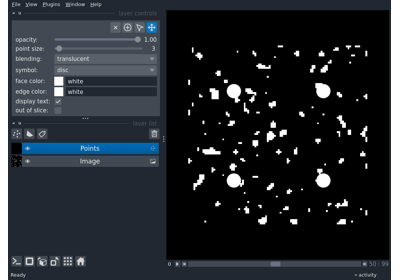 File View Plugins Window Help
layer controls
opacity: 1.00
point size: 3
blending: translucent
symbol: disc
face color: white
edge color: white
display text:
out of slice:
layer list
Points
Image
50 99
Ready
activity